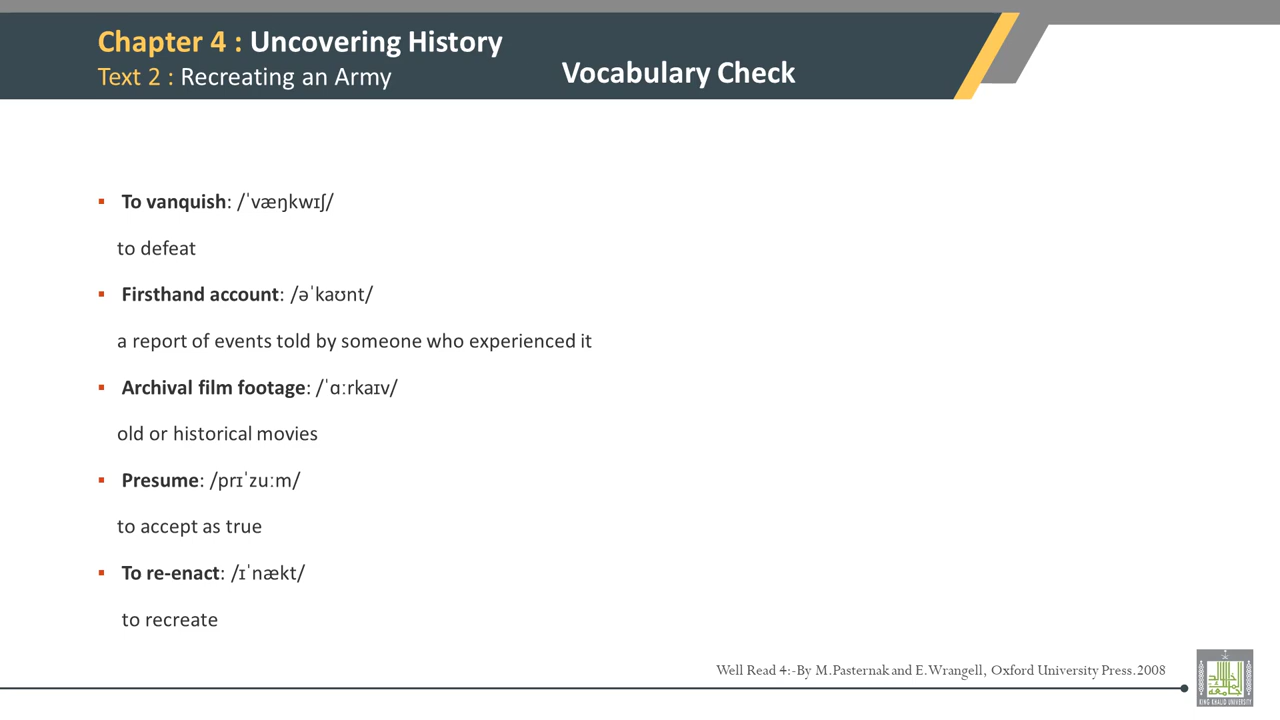 Chapter 4 : Uncovering History
Text 2 : Recreating an Army
Vocabulary Check
▪ To vanquish: /ˈvæŋkwɪʃ/
to defeat
▪ Firsthand account: /əˈkaʊnt/
a report of events told by someone who experienced it
▪ Archival film footage: /ˈɑːrkaɪv/
old or historical movies
▪ Presume: /prɪˈzuːm/
to accept as true
▪ To re-enact: /ɪˈnækt/
to recreate
Well Read 4:-By M.Pasternak and E.Wrangell, Oxford University Press.2008
KING KHALID UNIVERSITY